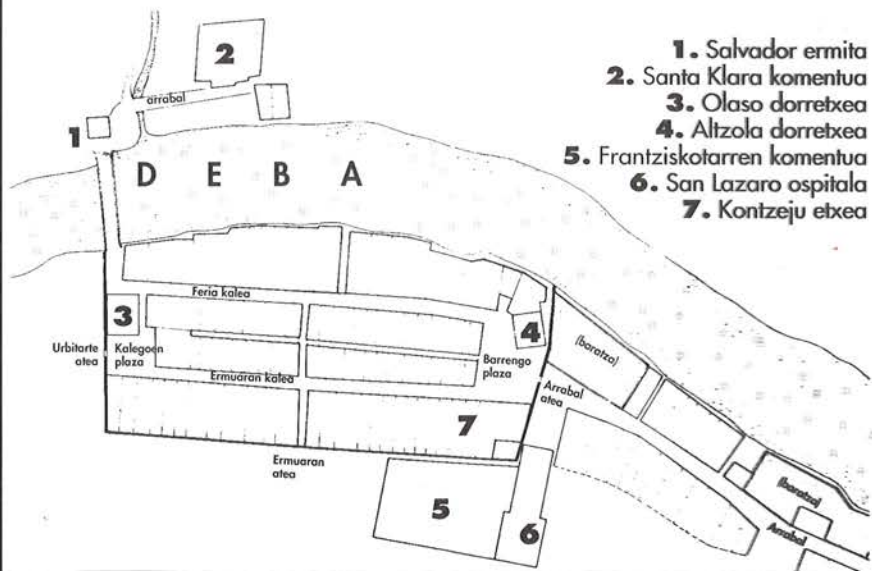 1. Salvador ermita
2. Santa Klara komentua
3. Olaso dorretxea
4. Altzola dorretxea
5. Frantziskotarren komentua
6. San Lazaro ospitala
7. Kontzeju etxea
2
arrabal
1
D E B A
Feria kalea
3
4
Urbitarte
atea
Kalegoen
plaza
Barrengo
plaza
(baratza)
Ermuaran kalea
Arrabal
atea
7
Ermuaran
atea
5
6
(baratza)
Arrabal